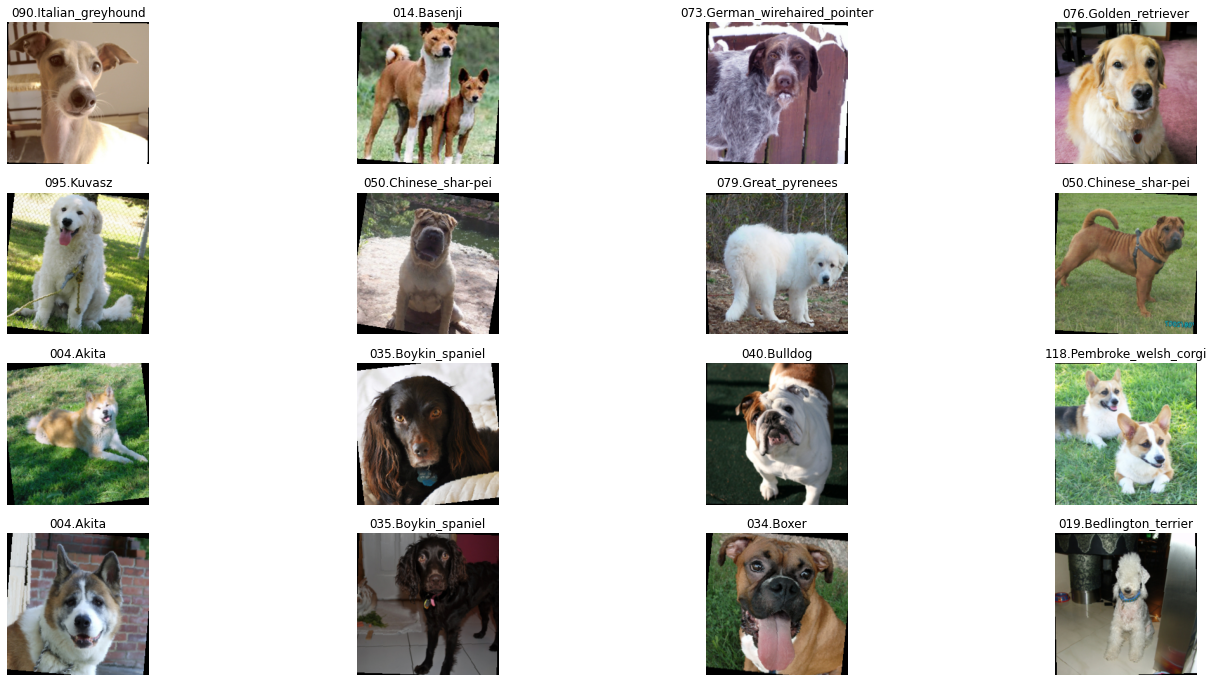 090.Italian_greyhound
014.Basenji
073.German_wirehaired_pointer
076.Golden_retriever
095.Kuvasz
050.Chinese_shar-pei
079.Great_pyrenees
050.Chinese_shar-pei
004.Akita
035.Boykin_spaniel
040.Bulldog
118.Pembroke_welsh_corgi
004.Akita
035.Boykin_spaniel
034.Boxer
019.Bedlington_terrier